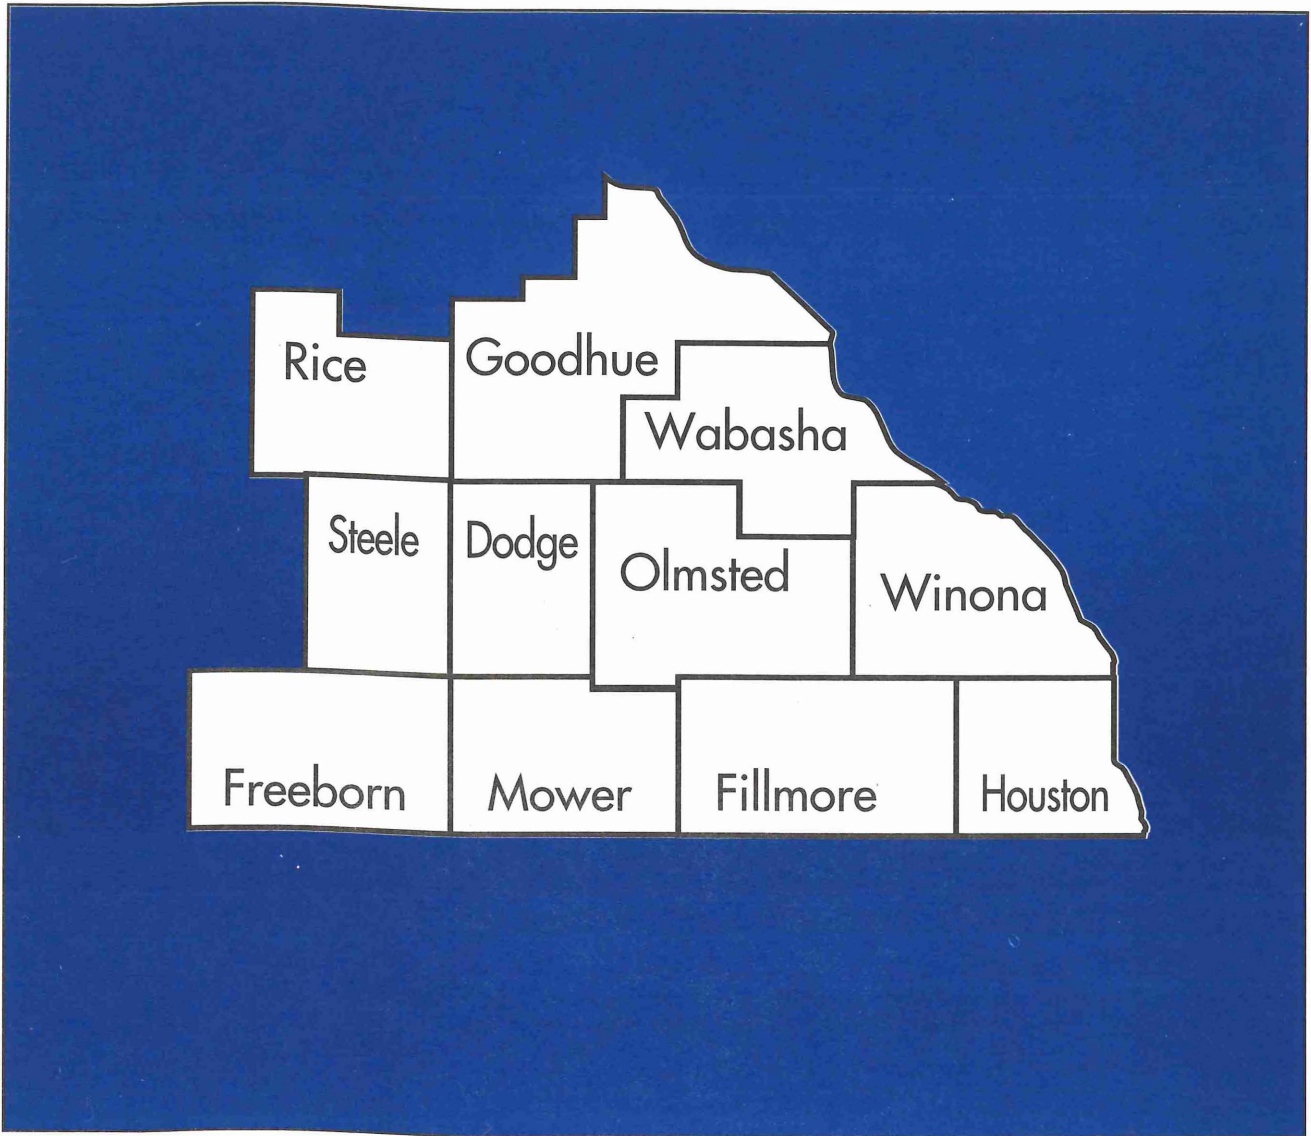 Rice
Goodhue
Wabasha
Steele
Dodge
Olmsted
Winona
Freeborn
Mower
Fillmore
Houston